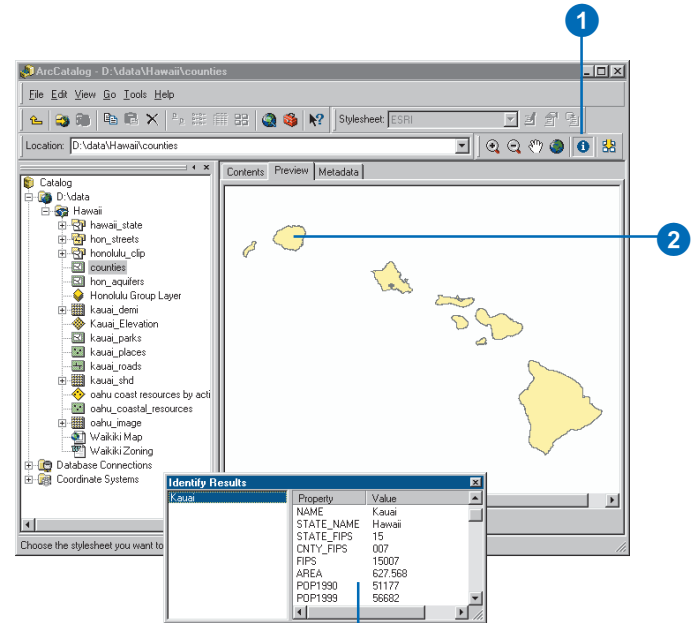 1
ArcCatalog - D:\data\Hawaii\counties
File Edit View Go Tools Help
Stylesheet: ESRI
Location: D:\data\Hawaii\counties
Contents Preview Metadata
Catalog
D:\data
Hawaii
hawaii_state
hon_streets
honolulu_clip
counties
hon_aquifers
Honolulu Group Layer
kauai_demi
Kauai_Elevation
kauai_parks
kauai_places
kauai_roads
kauai_shd
oahu coast resources by acti
oahu_coastal_resources
oahu_image
Waikiki Map
Waikiki Zoning
Database Connections
Coordinate Systems
2
Choose the stylesheet you want to
Identify Results
Kauai
Property Value
NAME Kauai
STATE_NAME Hawaii
STATE_FIPS 15
CNTY_FIPS 007
FIPS 15007
AREA 627.568
POP1990 51177
POP1999 56682